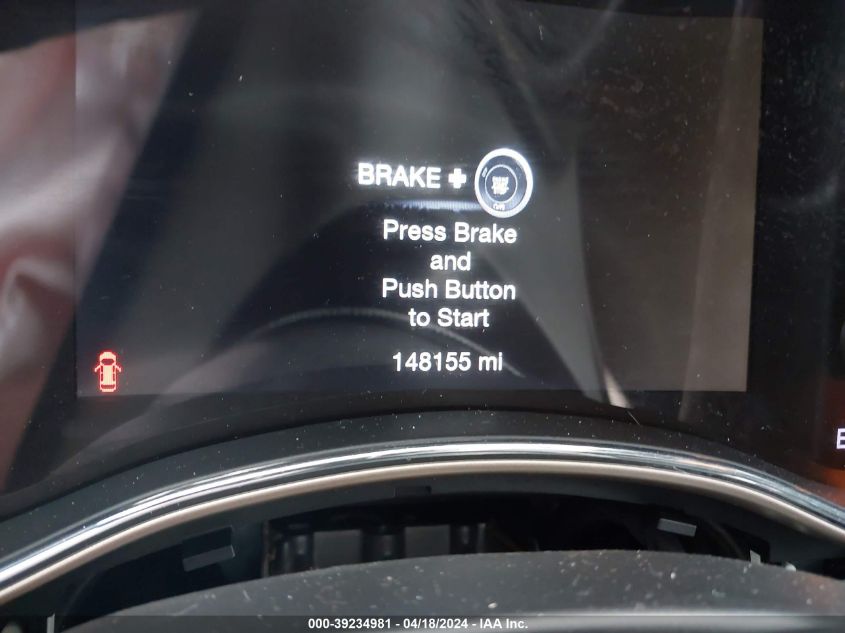 BRAKE +
Press Brake
and
Push Button
to Start
148155 mi
E
000-39234981 - 04/18/2024 - IAA Inc.